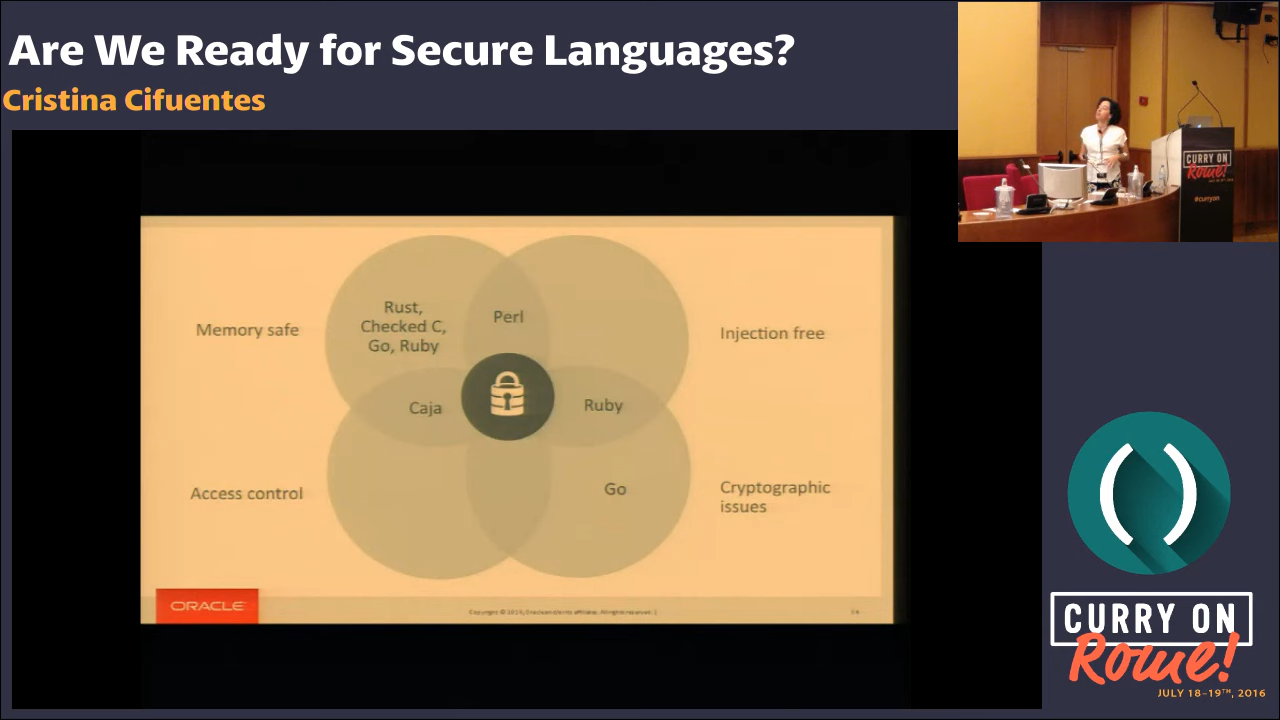 Are We Ready for Secure Languages?
Cristina Cifuentes
CURRY ON
Rome!
#curryon
Rust,
Checked C,
Go, Ruby
Perl
Memory safe
Injection free
Caja
Ruby
Access control
Go
Cryptographic
issues
ORACLE
CURRY ON
Rome!
JULY 18-19TH, 2016